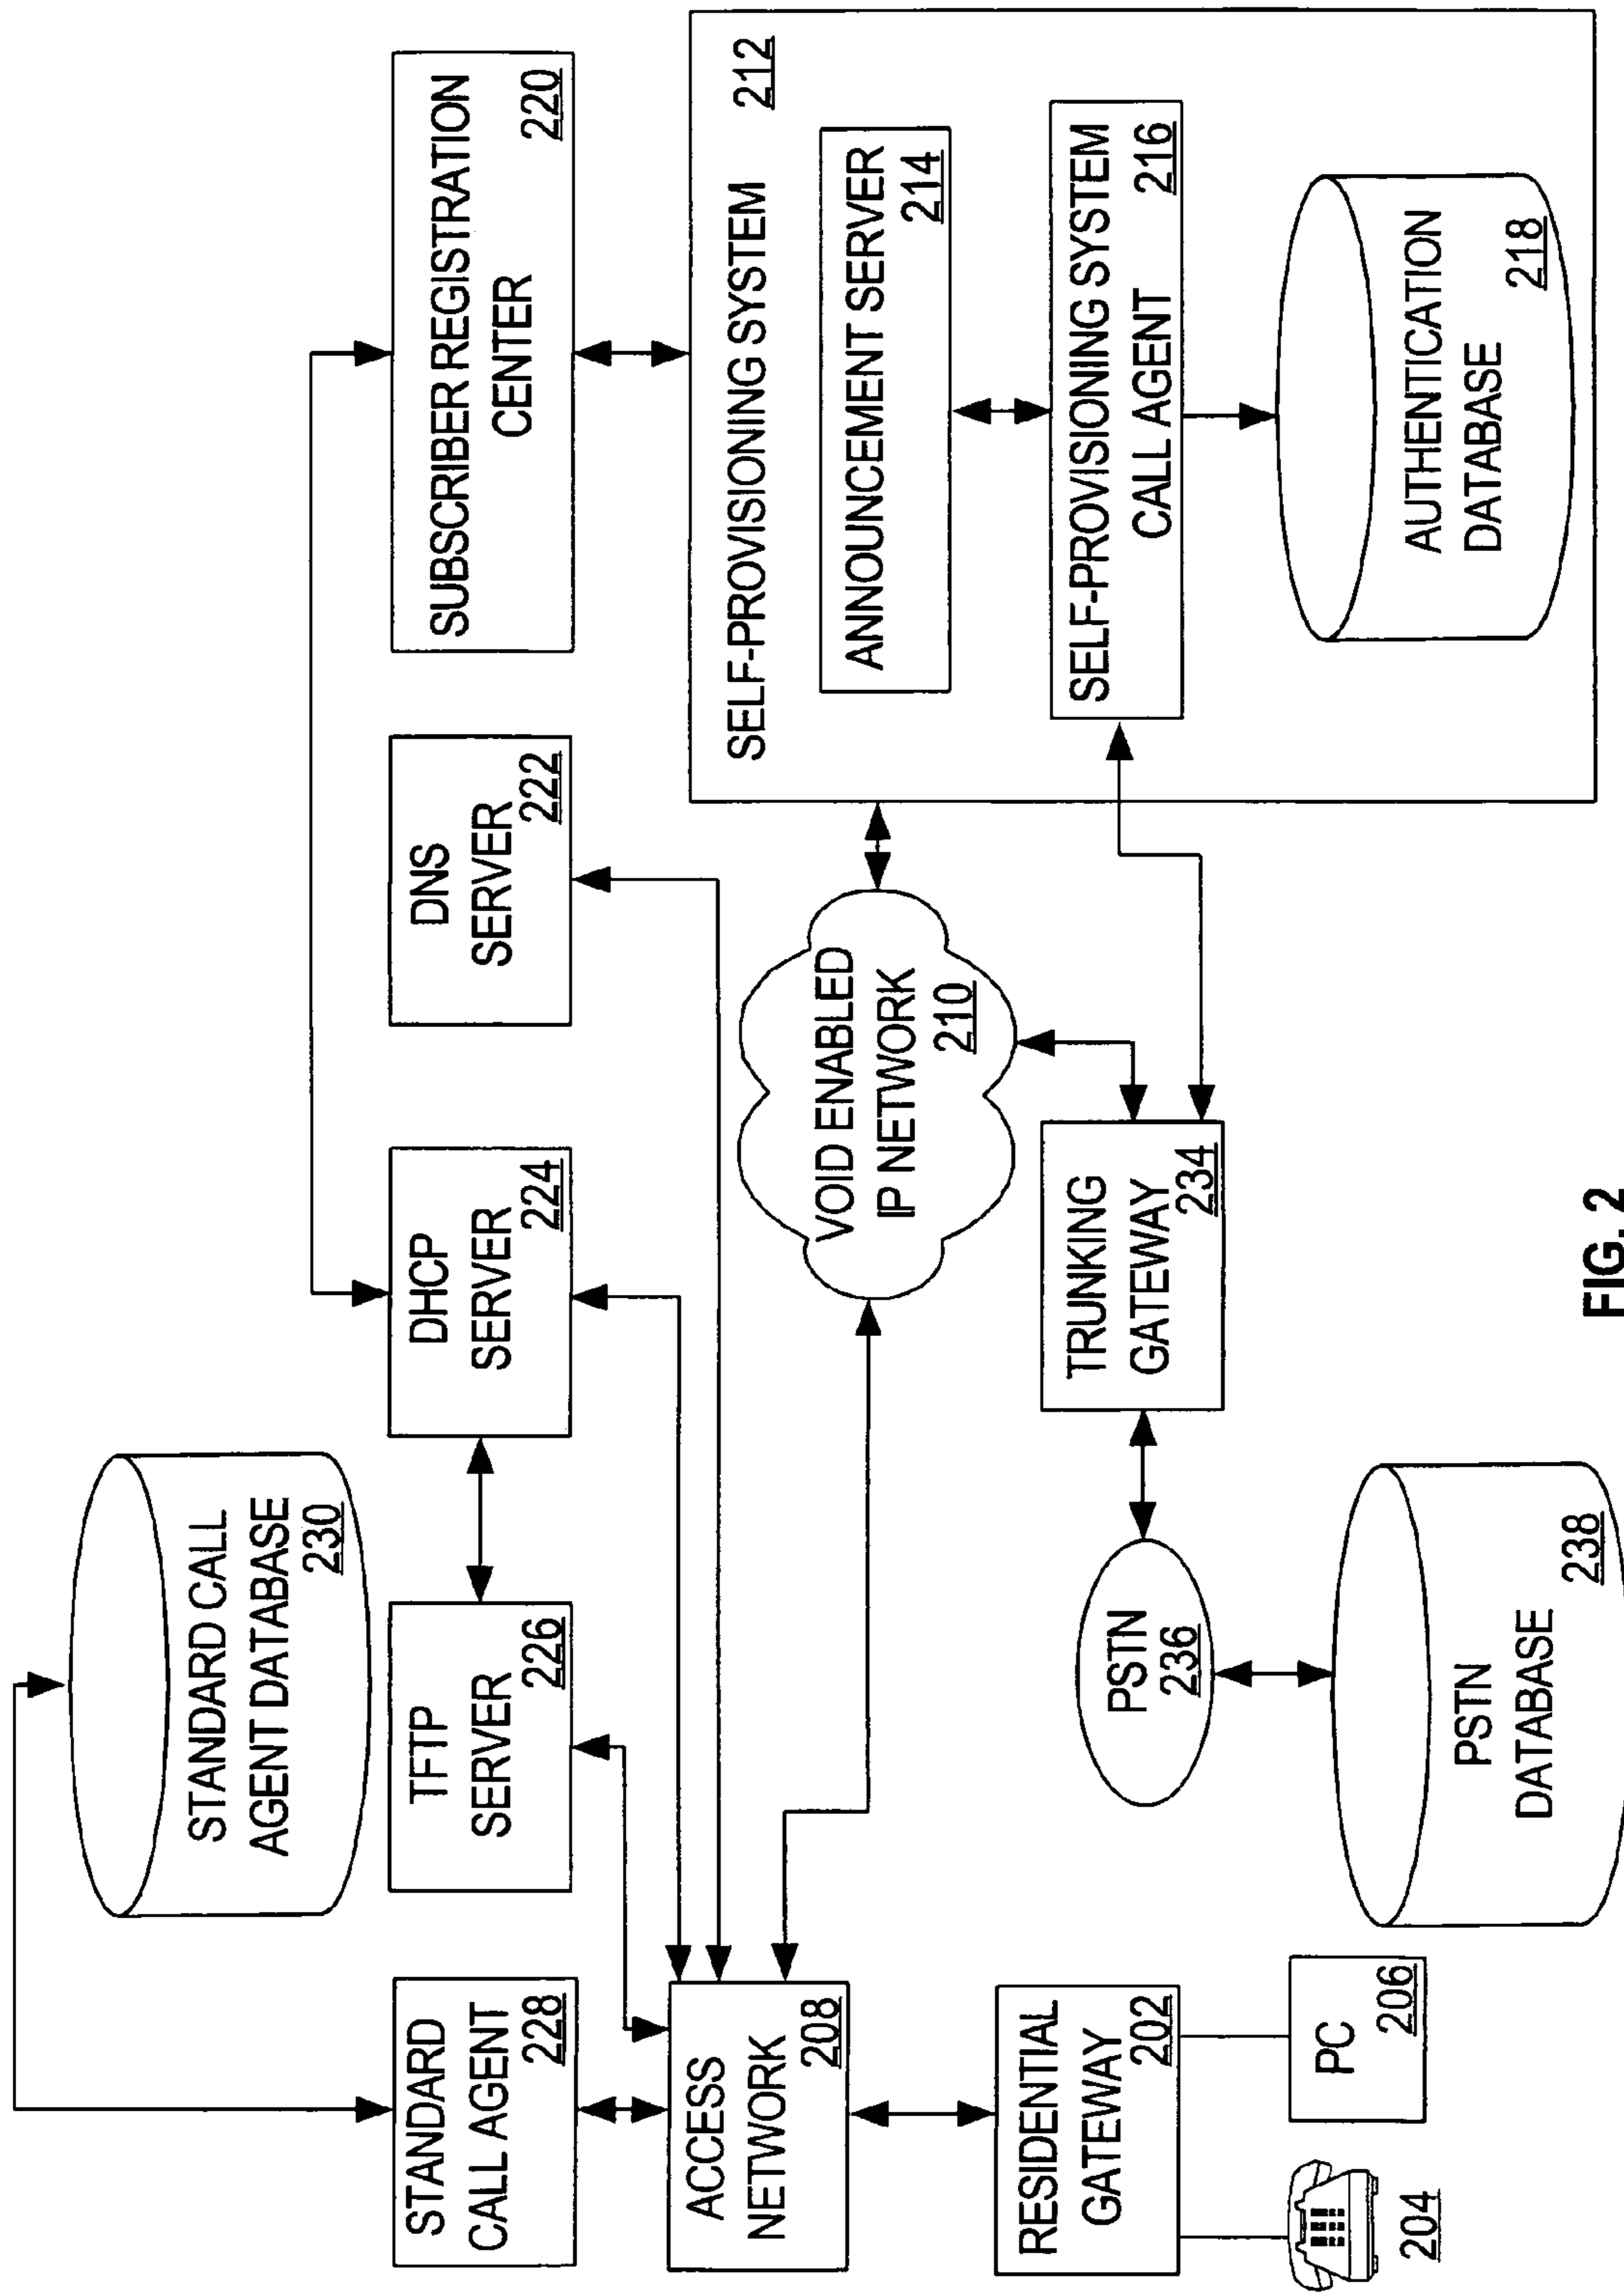 STANDARD CALL
AGENT DATABASE
230
STANDARD
CALL AGENT
228
TFTP
SERVER
226
DHCP
SERVER
224
DNS
SERVER
222
SUBSCRIBER REGISTRATION
CENTER
220
ACCESS
NETWORK
208
VOID ENABLED
IP NETWORK
210
SELF-PROVISIONING SYSTEM
212
ANNOUNCEMENT SERVER
214
SELF-PROVISIONING SYSTEM
CALL AGENT
216
AUTHENTICATION
DATABASE
218
RESIDENTIAL
GATEWAY
202
PSTN
236
TRUNKING
GATEWAY
234
204
PC
206
PSTN
DATABASE
238
FIG. 2